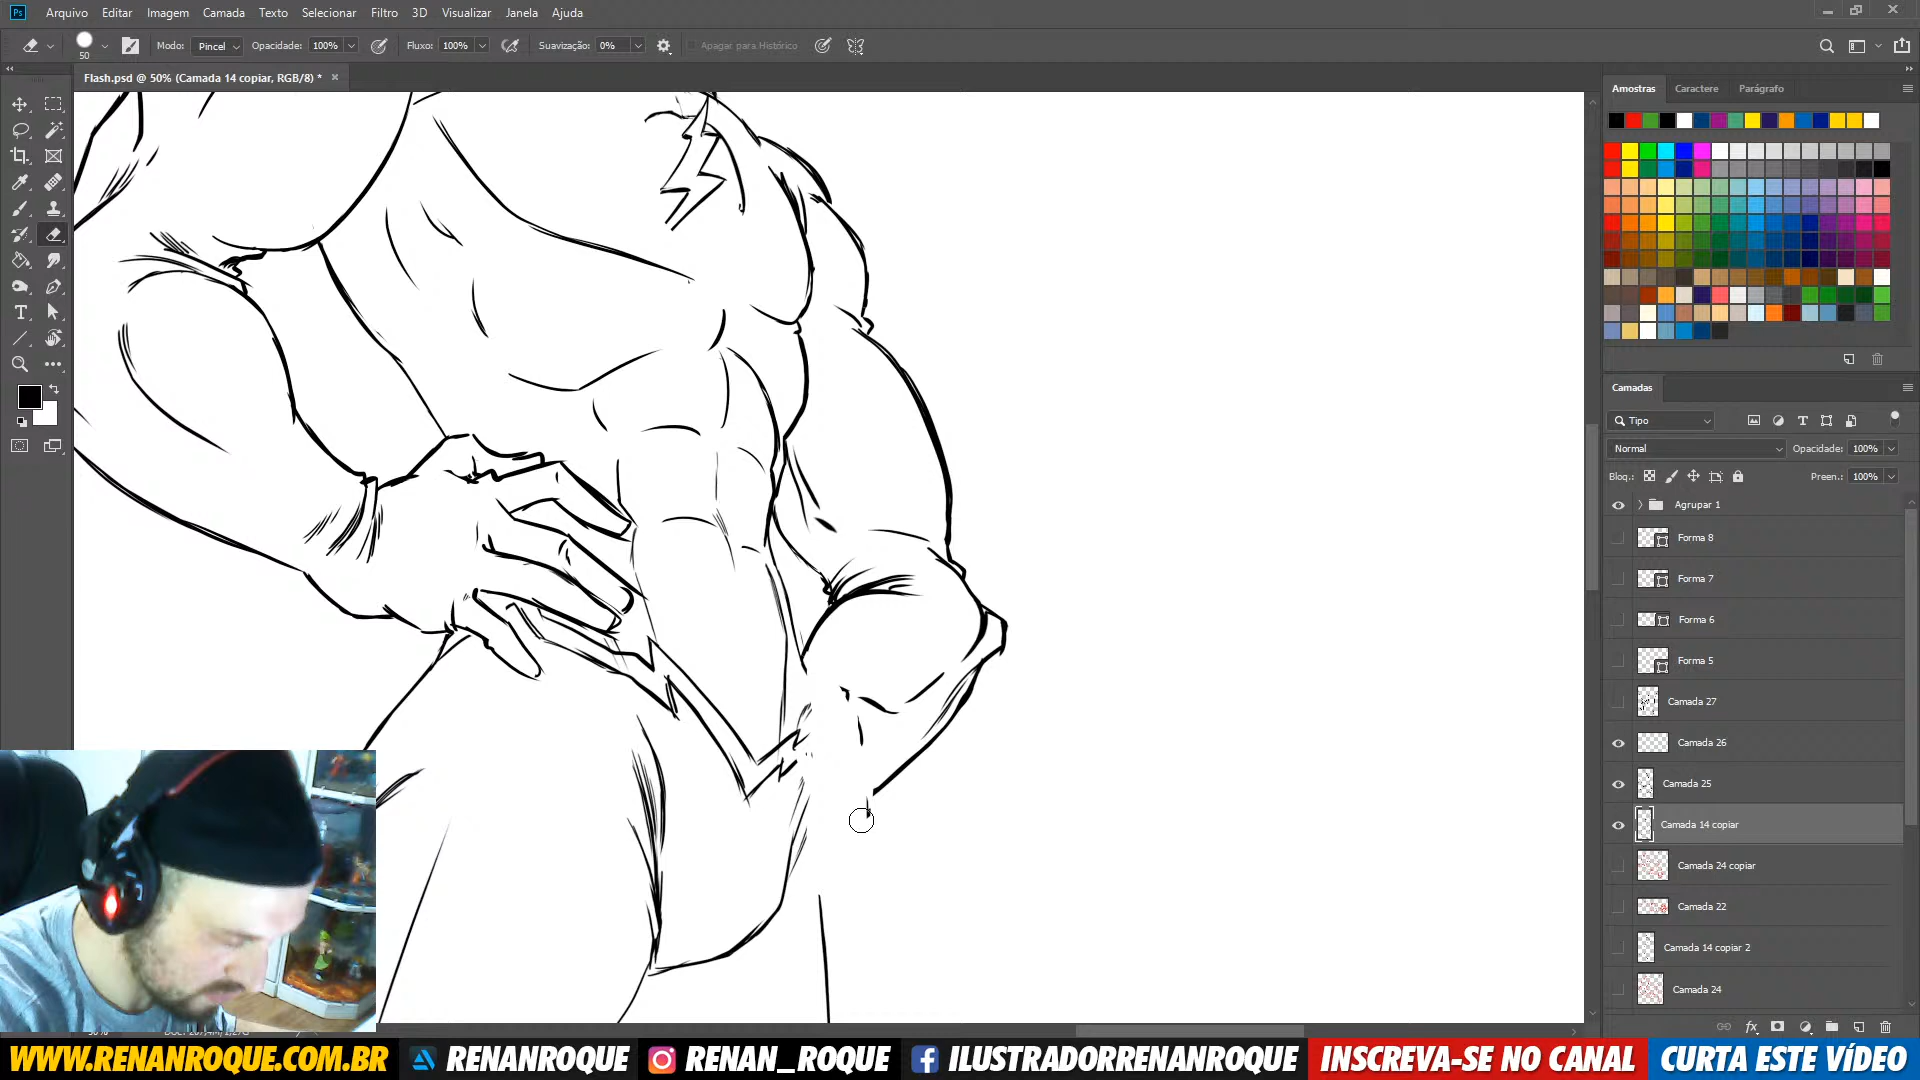 Ps Arquivo Editar Imagem Camada Texto Selecionar Filtro 3D Visualizar Janela Ajuda
50 Modo: Pincel Opacidade: 100% Fluxo: 100% Suavização: 0% Apagar para Histórico
Flash.psd @ 50% (Camada 14 copiar, RGB/8) * ×
Amostras Caractere Parágrafo
Camadas
Tipo
Normal Opacidade: 100%
Bloq.: Preen.: 100%
Agrupar 1
Forma 8
Forma 7
Forma 6
Forma 5
Camada 27
Camada 26
Camada 25
Camada 14 copiar
Camada 24 copiar
Camada 22
Camada 14 copiar 2
Camada 24
WWW.RENANROQUE.COM.BR RENANROQUE RENAN_ROQUE ILUSTRADORRENANROQUE INSCREVA-SE NO CANAL CURTA ESTE VÍDEO